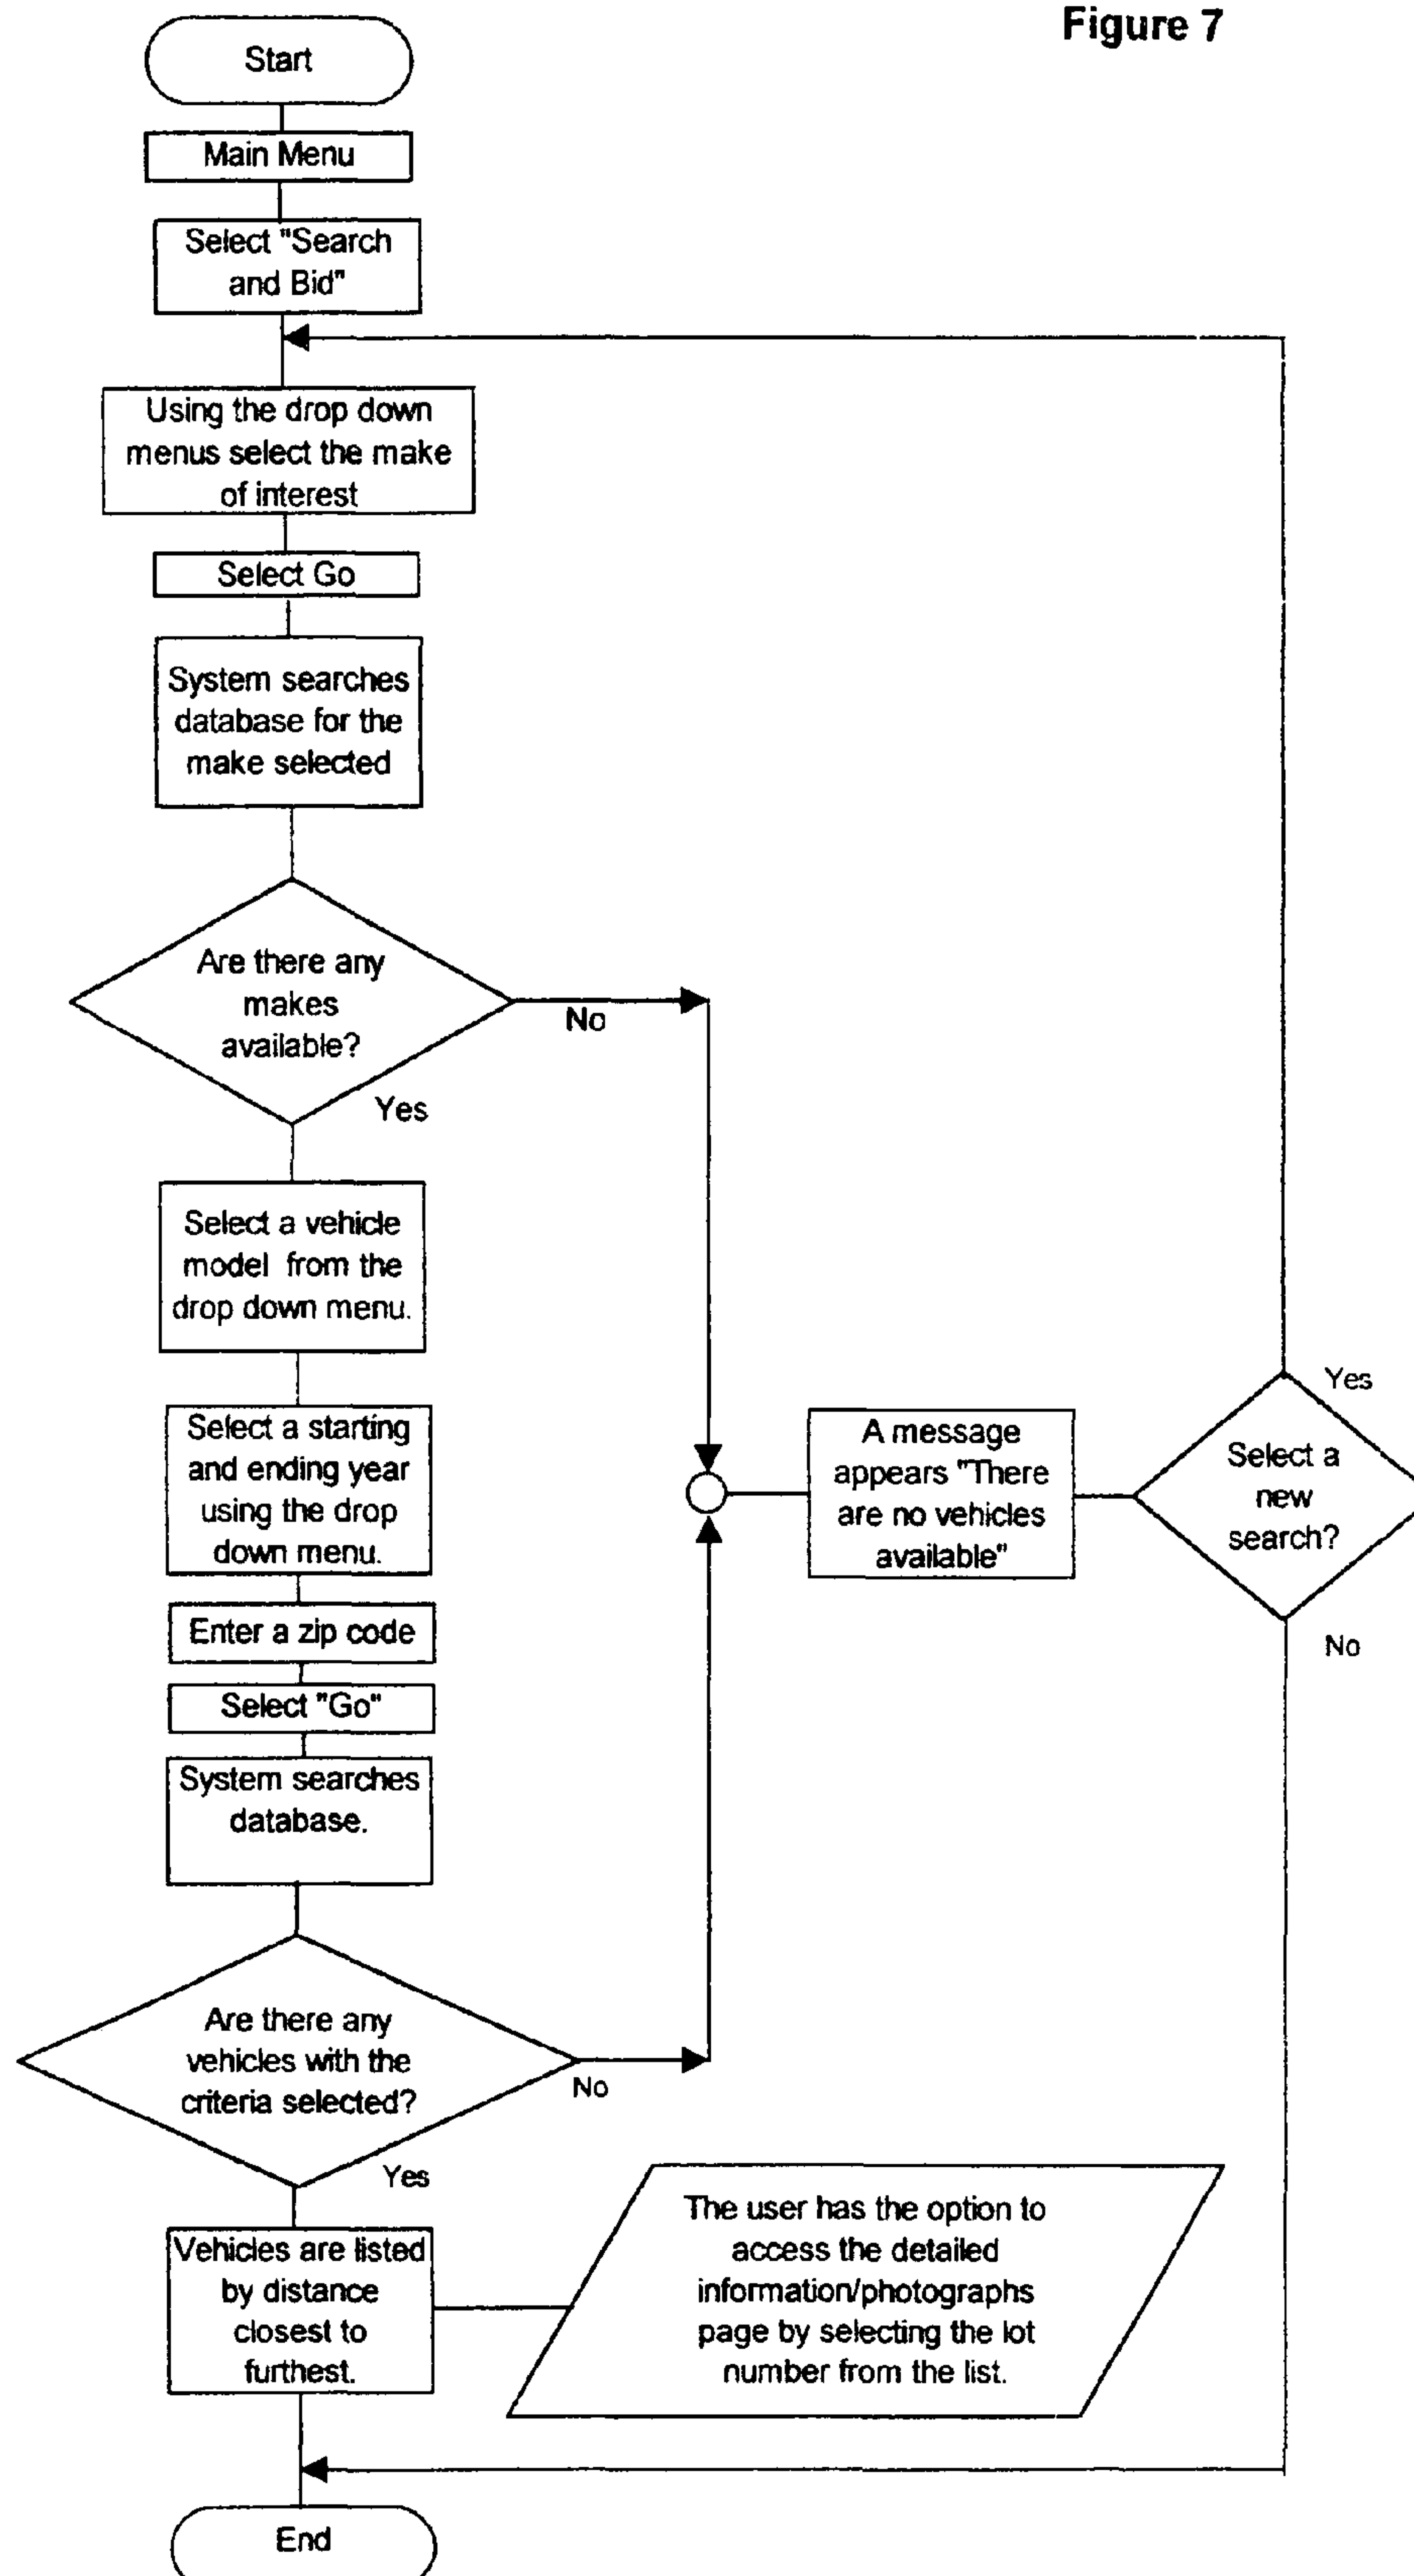 Figure 7
Start
Main Menu
Select "Search
and Bid"
Using the drop down
menus select the make
of interest
Select Go
System searches
database for the
make selected
Are there any
makes
available?
No
Yes
Select a vehicle
model from the
drop down menu.
Select a starting
and ending year
using the drop
down menu.
Enter a zip code
Select "Go"
System searches
database.
A message
appears "There
are no vehicles
available"
Select a
new
search?
Yes
No
Are there any
vehicles with the
criteria selected?
No
Yes
Vehicles are listed
by distance
closest to
furthest.
The user has the option to
access the detailed
information/photographs
page by selecting the lot
number from the list.
End